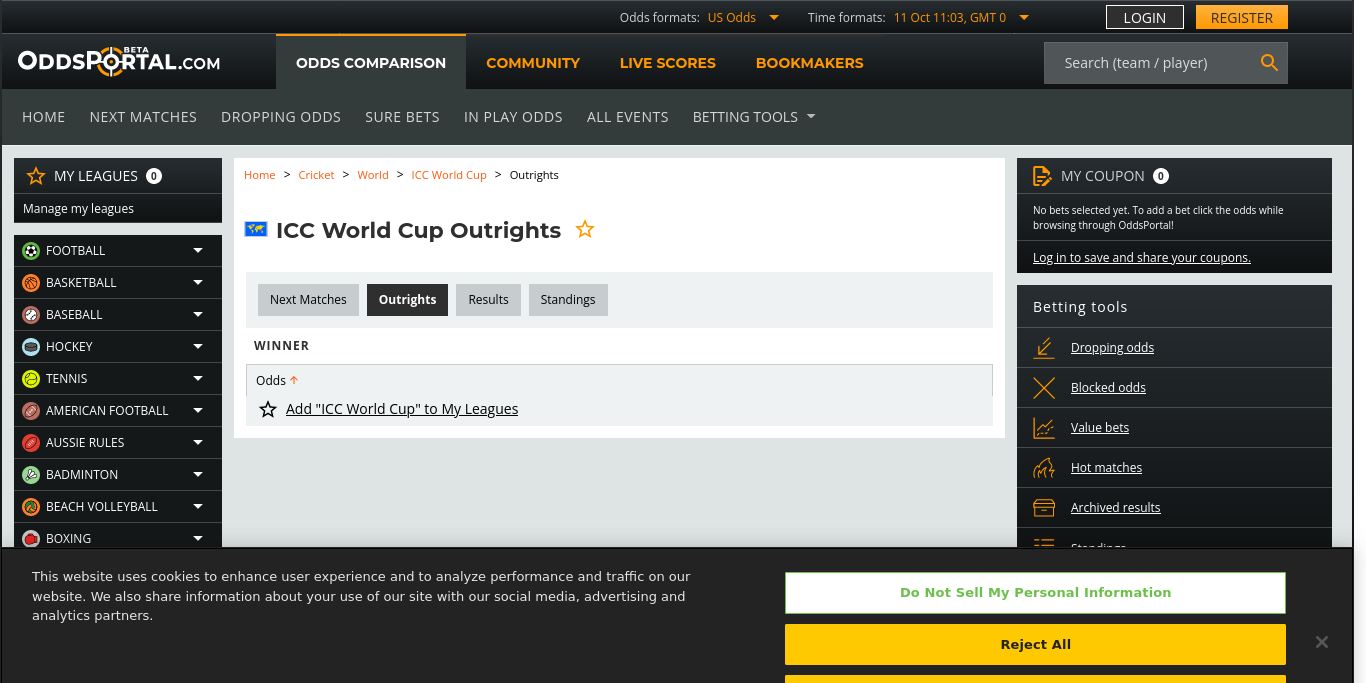 Odds formats: US Odds
Time formats: 11 Oct 11:03, GMT 0
LOGIN
REGISTER
ODDSPORTAL.COM
BETA
ODDS COMPARISON
COMMUNITY
LIVE SCORES
BOOKMAKERS
Search (team / player)
HOME
NEXT MATCHES
DROPPING ODDS
SURE BETS
IN PLAY ODDS
ALL EVENTS
BETTING TOOLS
MY LEAGUES 0
Manage my leagues
FOOTBALL
BASKETBALL
BASEBALL
HOCKEY
TENNIS
AMERICAN FOOTBALL
AUSSIE RULES
BADMINTON
BEACH VOLLEYBALL
BOXING
Home > Cricket > World > ICC World Cup > Outrights
ICC World Cup Outrights
Next Matches
Outrights
Results
Standings
WINNER
Odds
Add "ICC World Cup" to My Leagues
MY COUPON 0
No bets selected yet. To add a bet click the odds while
browsing through OddsPortal!
Log in to save and share your coupons.
Betting tools
Dropping odds
Blocked odds
Value bets
Hot matches
Archived results
Standings
This website uses cookies to enhance user experience and to analyze performance and traffic on our
website. We also share information about your use of our site with our social media, advertising and
analytics partners.
Do Not Sell My Personal Information
Reject All